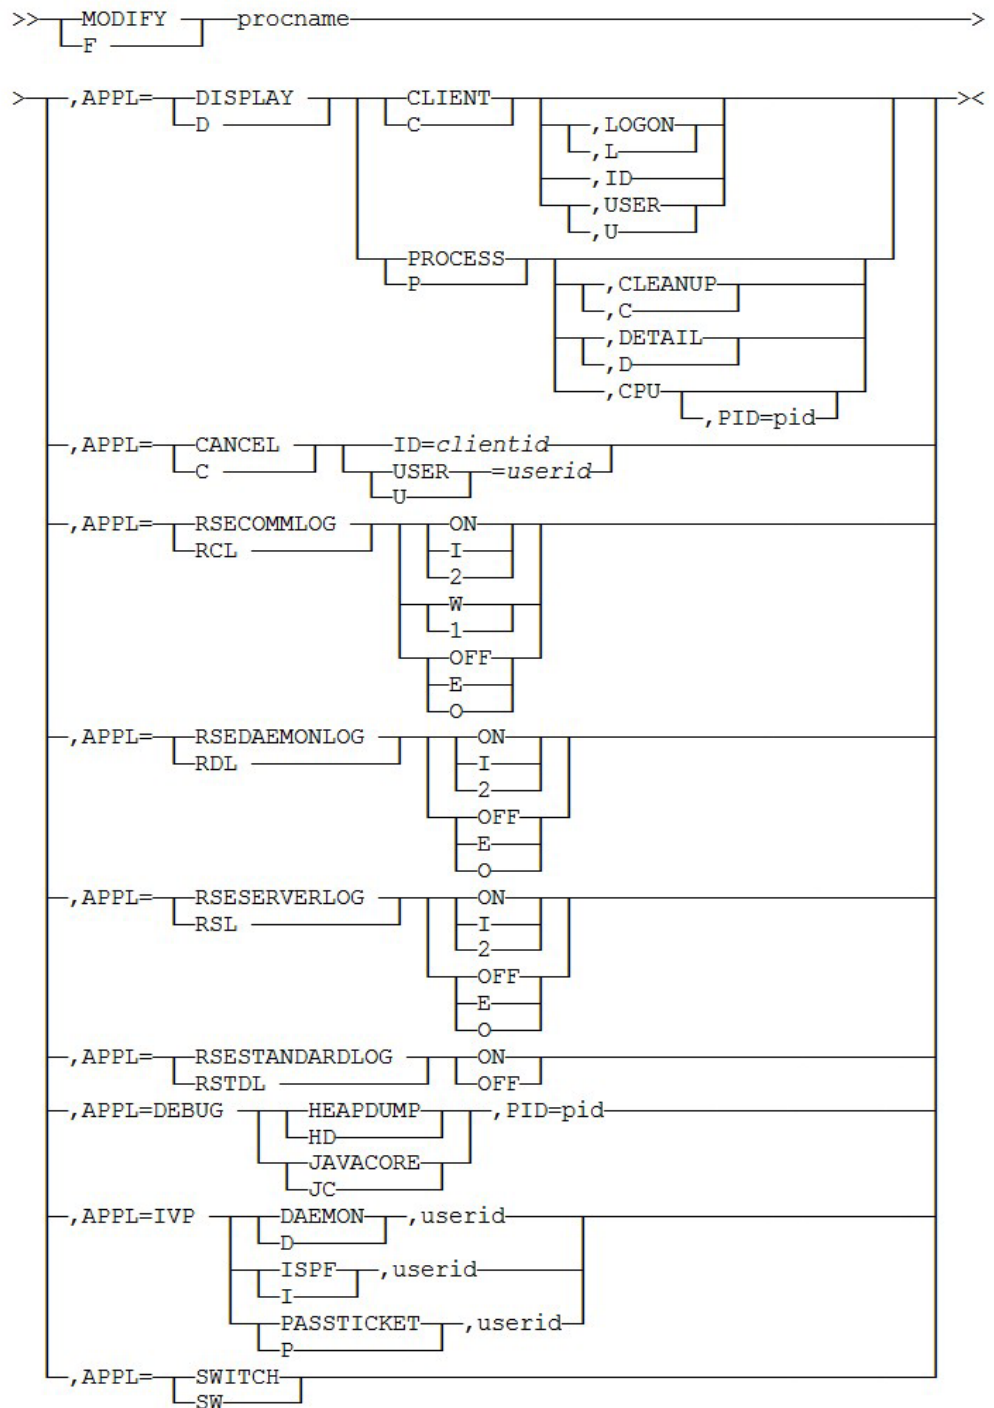 >> MODIFY procname >
F
> ,APPL= DISPLAY CLIENT ><
D C ,LOGON
,L
,ID
,USER
,U
PROCESS
P ,CLEANUP
,C
,DETAIL
,D
,CPU
,PID=pid
,APPL= CANCEL ID=clientid
C USER =userid
U
,APPL= RSECOMMLOG ON
RCL I
2
W
1
OFF
E
O
,APPL= RSEDAEMONLOG ON
RDL I
2
OFF
E
O
,APPL= RSESERVERLOG ON
RSL I
2
OFF
E
O
,APPL= RSESTANDARDLOG ON
RSTDL OFF
,APPL=DEBUG HEAPDUMP ,PID=pid
HD
JAVACORE
JC
,APPL=IVP DAEMON ,userid
D
ISPF ,userid
I
PASSTICKET ,userid
P
,APPL= SWITCH
SW